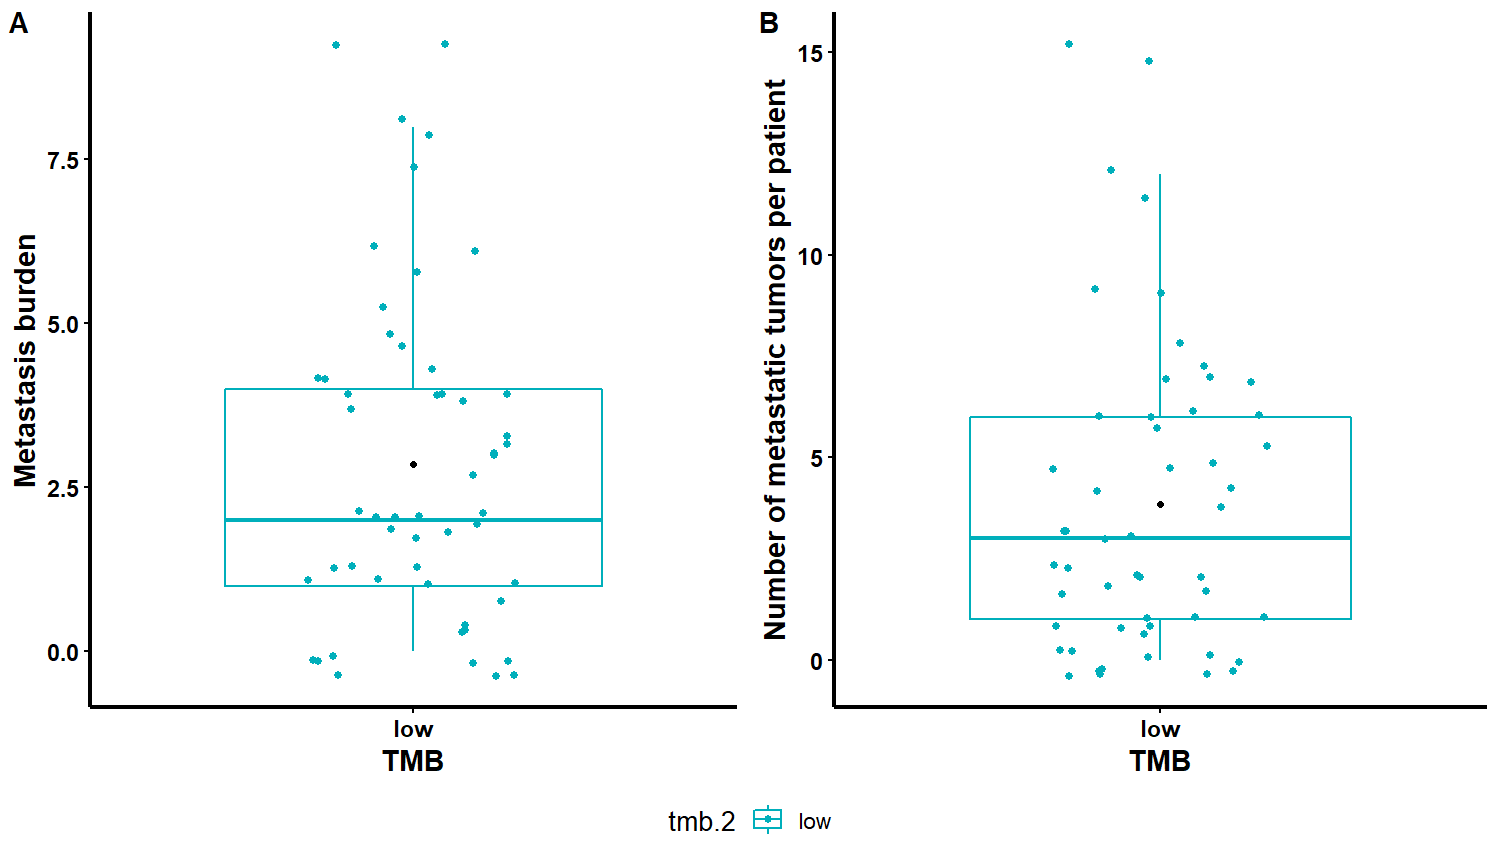 A
Metastasis burden
7.5
5.0
2.5
0.0
low
TMB
B
Number of metastatic tumors per patient
15
10
5
0
low
TMB
tmb.2 low